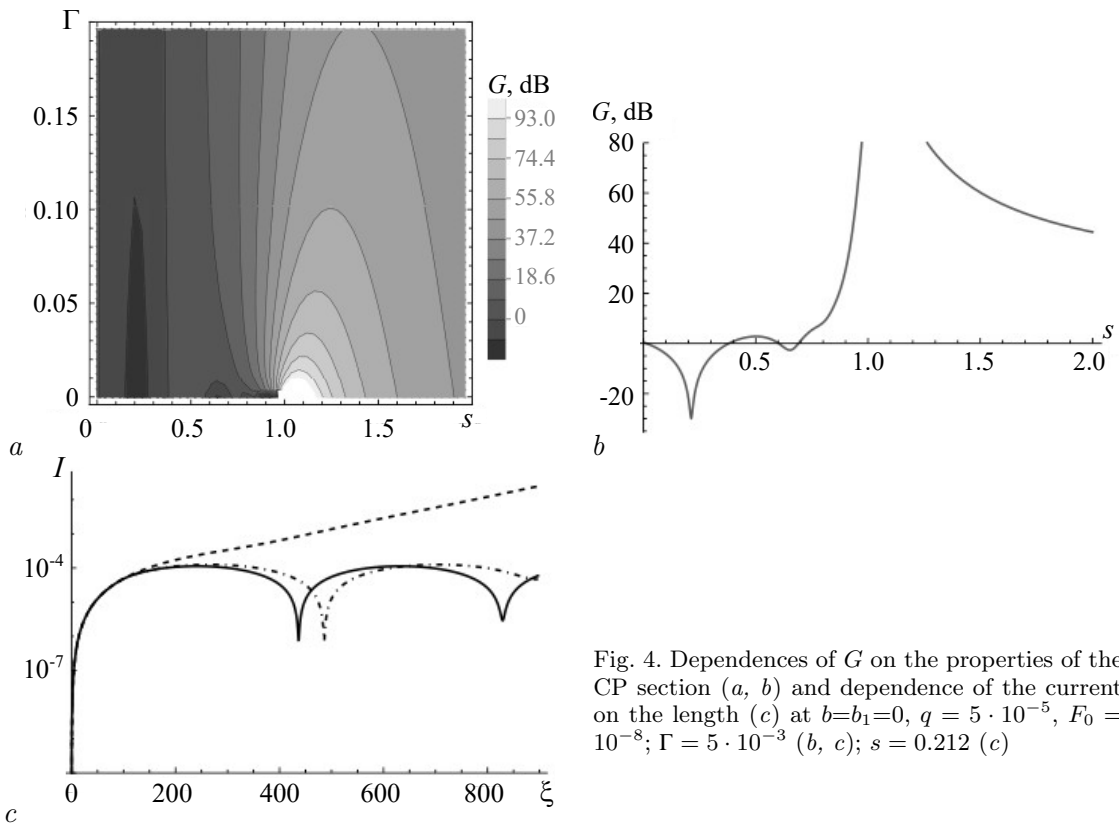 Γ
G, dB
0.15
0.10
0.05
0
93.0
74.4
55.8
37.2
18.6
0
0
0.5
1.0
1.5
s
a
G, dB
80
60
40
20
-20
0.5
1.0
1.5
2.0
s
b
I
10⁻⁴
10⁻⁷
0
200
400
600
800
ξ
c
Fig. 4. Dependences of G on the properties of the
CP section (a, b) and dependence of the current
on the length (c) at b=b₁=0, q = 5 · 10⁻⁵, F₀ =
10⁻⁸; Γ = 5 · 10⁻³ (b, c); s = 0.212 (c)